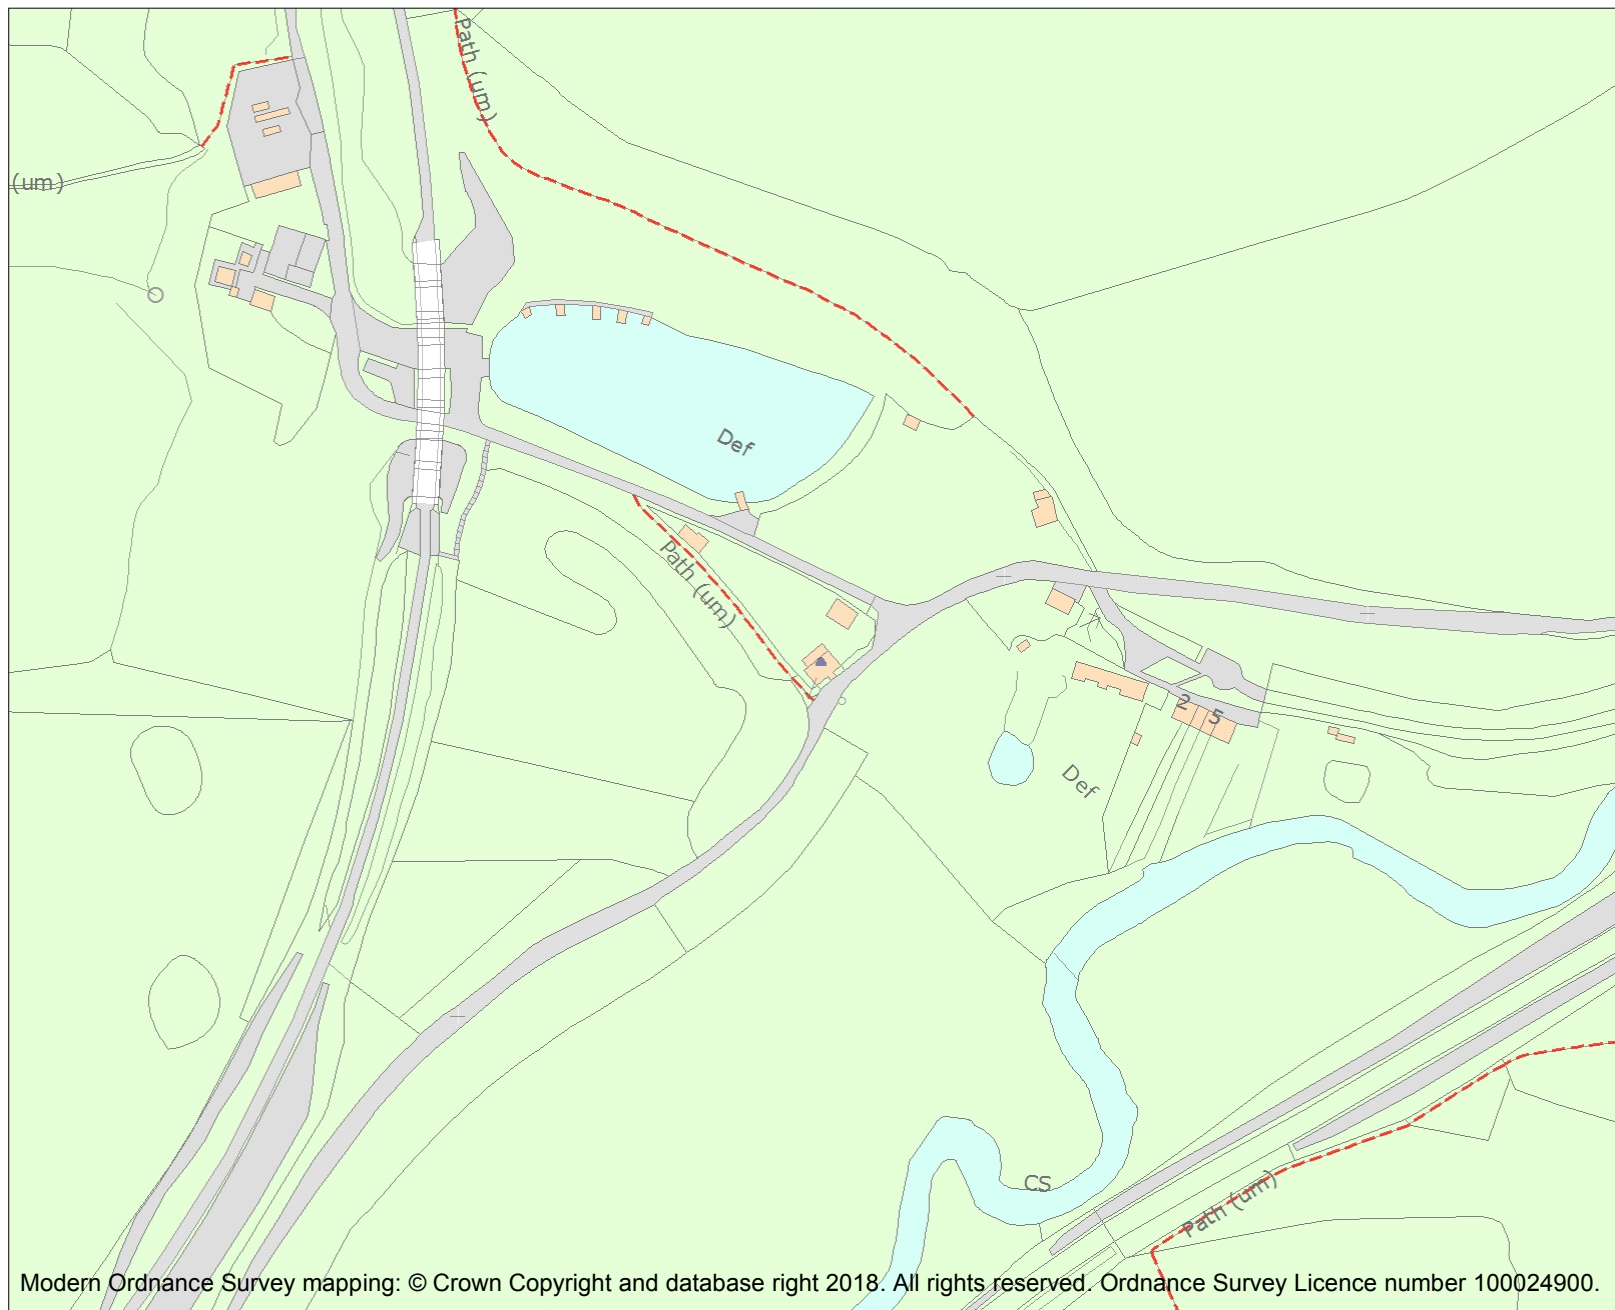 Path (um)
(um)
Def
Path (um)
2 5
Def
CS
Path (um)
Modern Ordnance Survey mapping: © Crown Copyright and database right 2018. All rights reserved. Ordnance Survey Licence number 100024900.